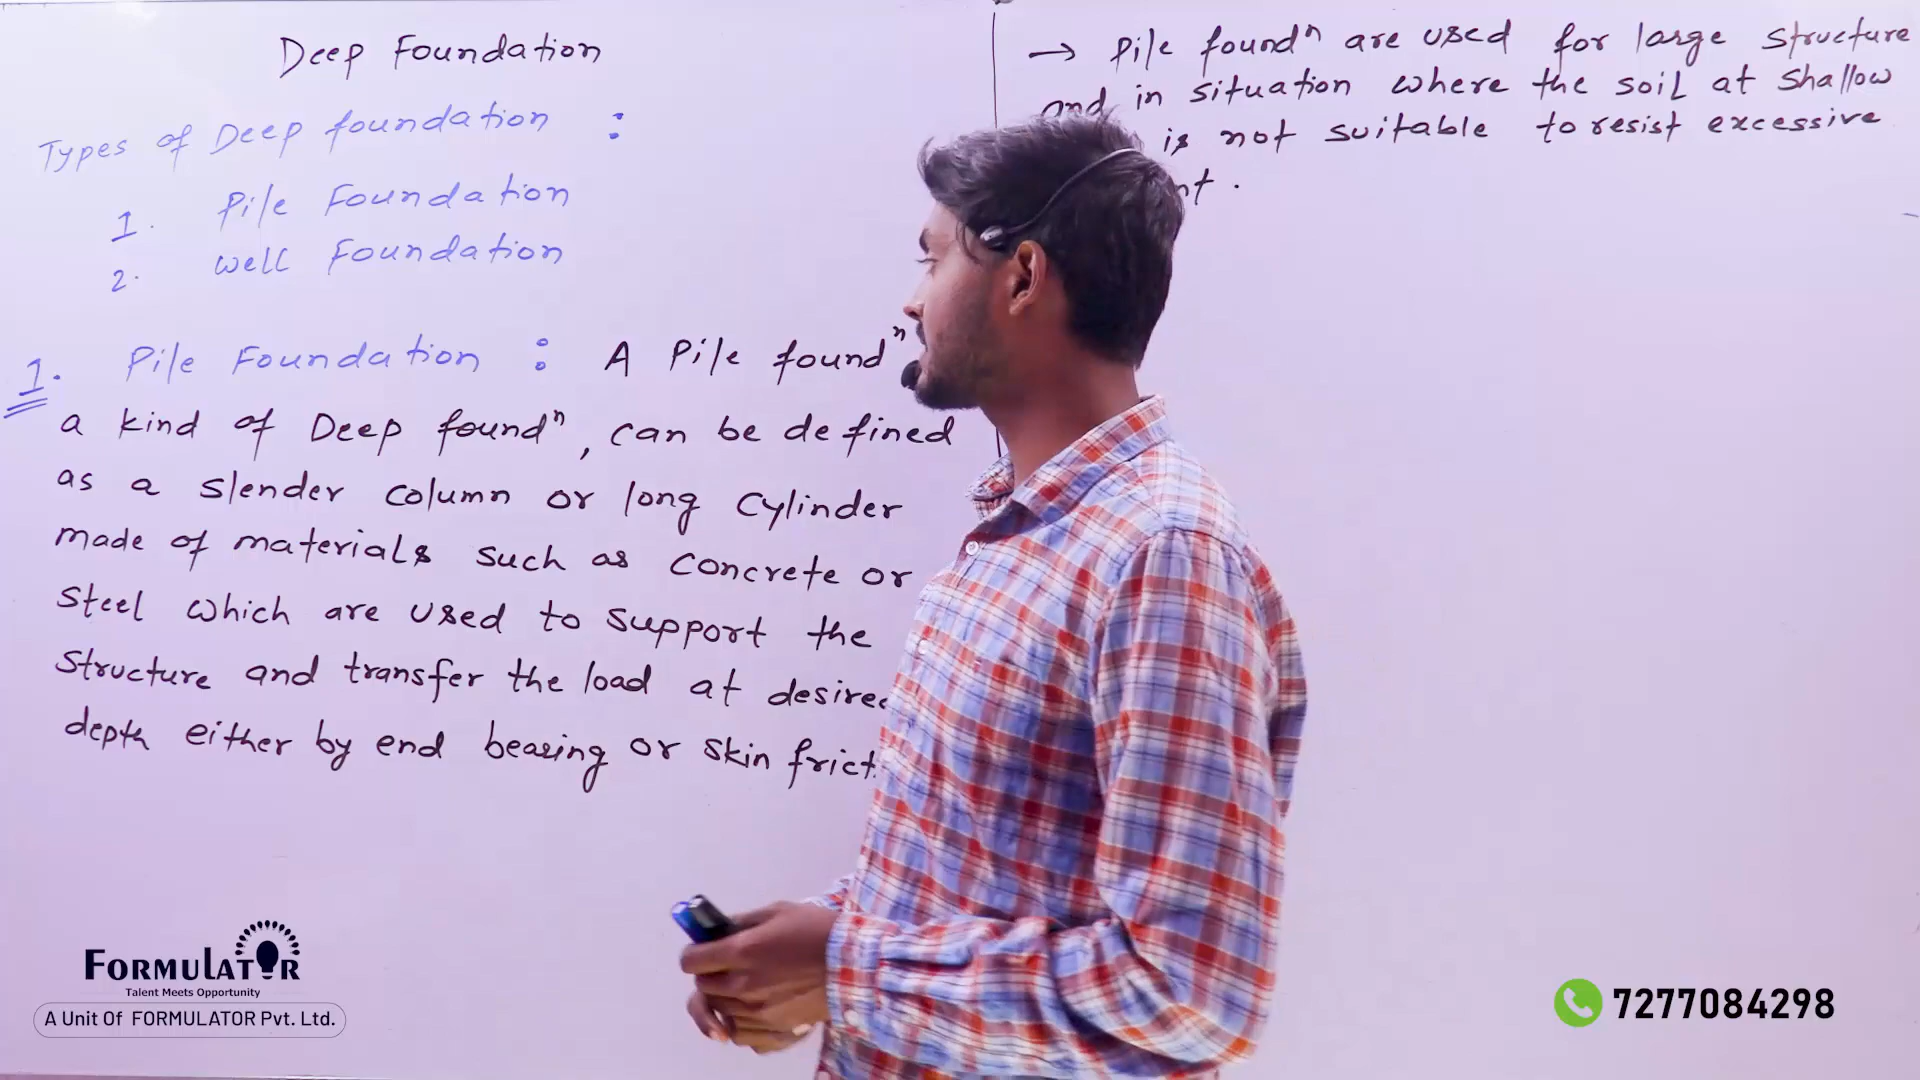 Deep Foundation
Types of Deep foundation :
1. Pile Foundation
2. Well Foundation
1. Pile Foundation : A Pile foundⁿ
a kind of Deep foundⁿ, can be defined
as a slender column or long cylinder
made of materials such as concrete or
steel which are used to support the
structure and transfer the load at desired
depth either by end bearing or skin frict.
→ Pile foundⁿ are used for large structure
and in situation where the soil at shallow
is not suitable to resist excessive
nt .
FORMULATOR
Talent Meets Opportunity
A Unit Of FORMULATOR Pvt. Ltd.
7277084298